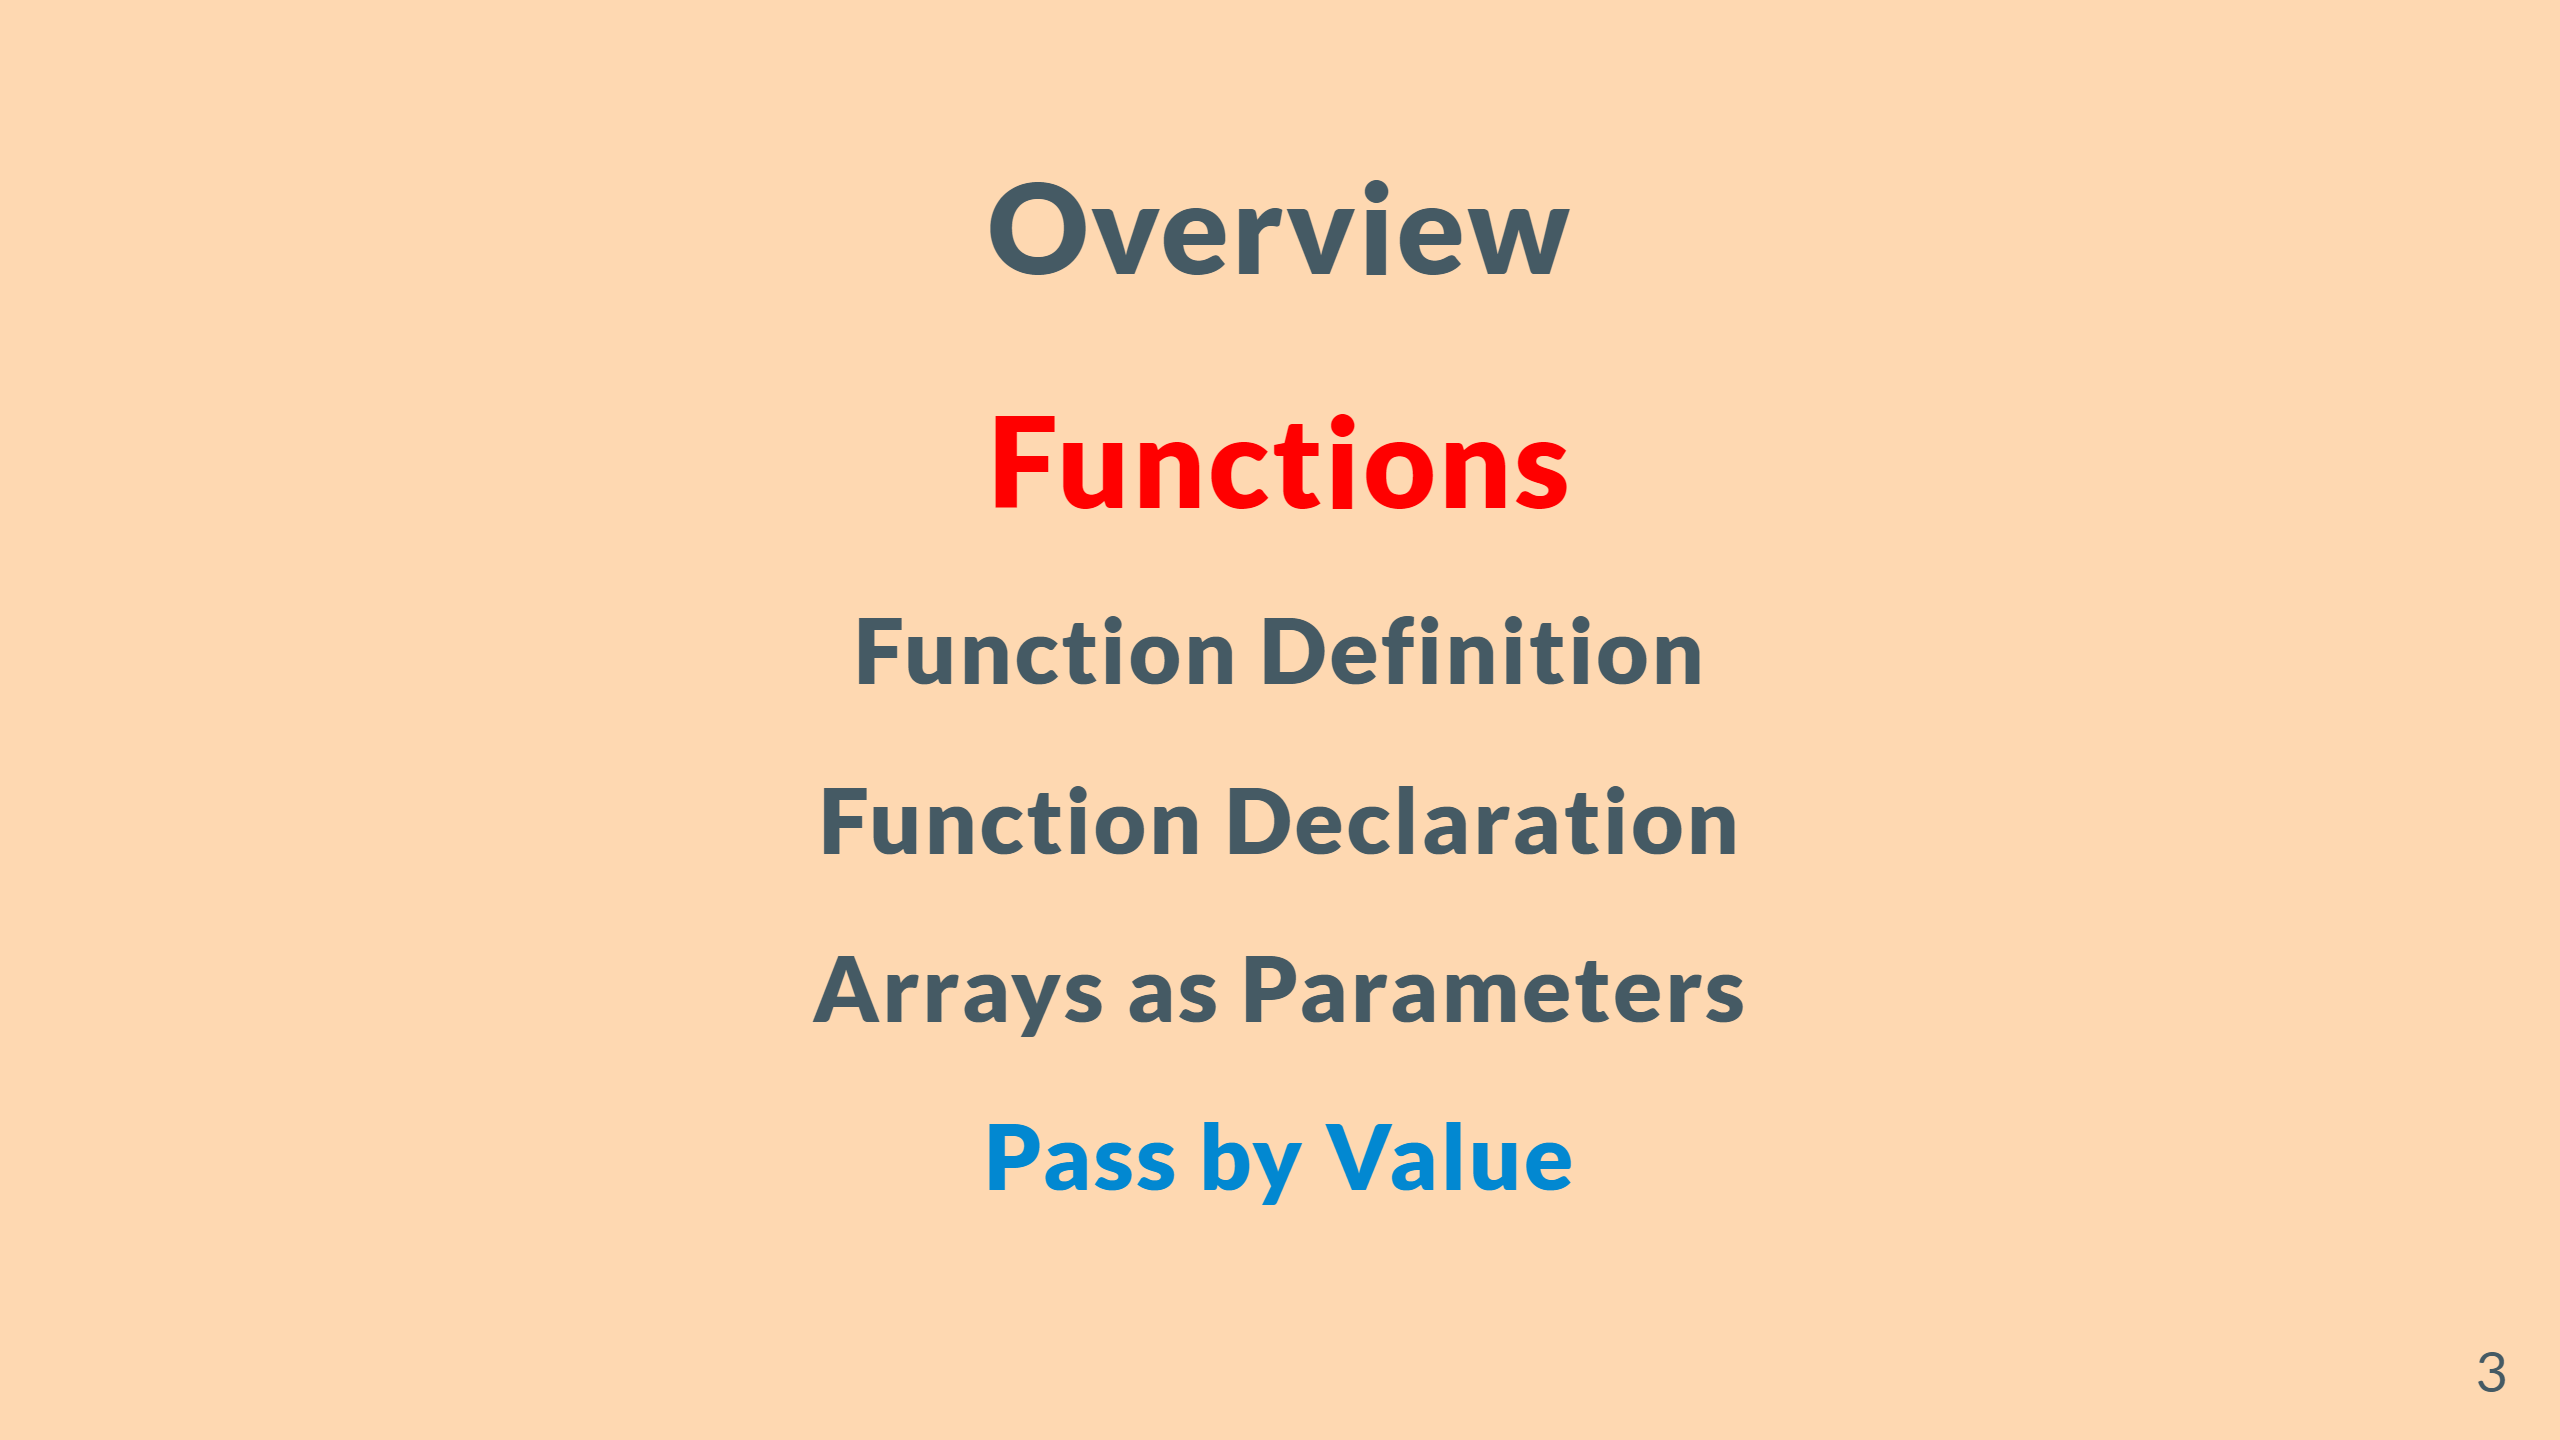 Overview
Functions
Function Definition
Function Declaration
Arrays as Parameters
Pass by Value
3